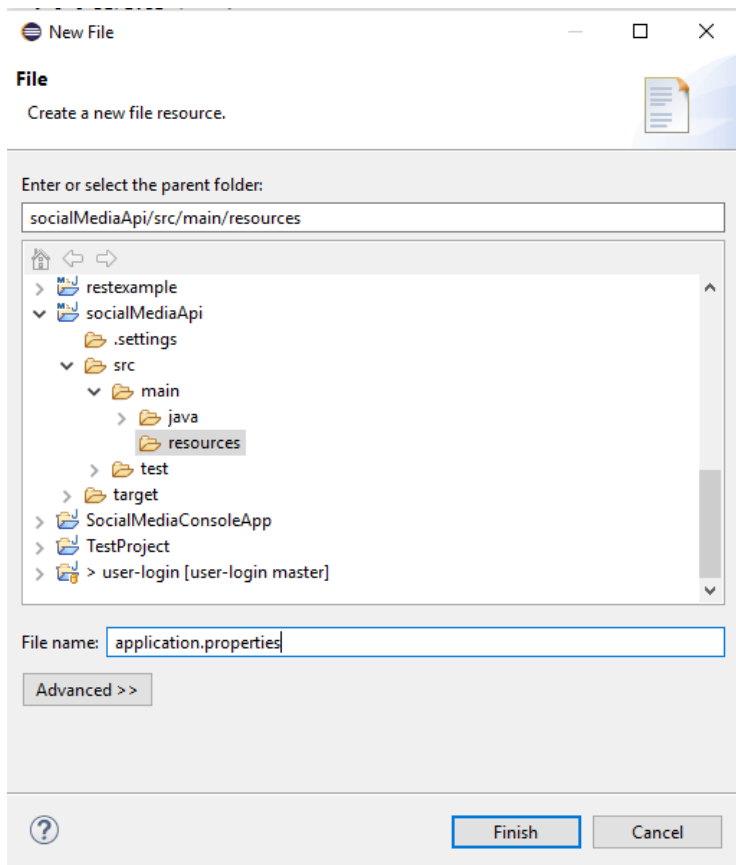 New File
File
Create a new file resource.
Enter or select the parent folder:
socialMediaApi/src/main/resources
restexample
socialMediaApi
.settings
src
main
java
resources
test
target
SocialMediaConsoleApp
TestProject
> user-login [user-login master]
File name: application.properties
Advanced >>
Finish Cancel